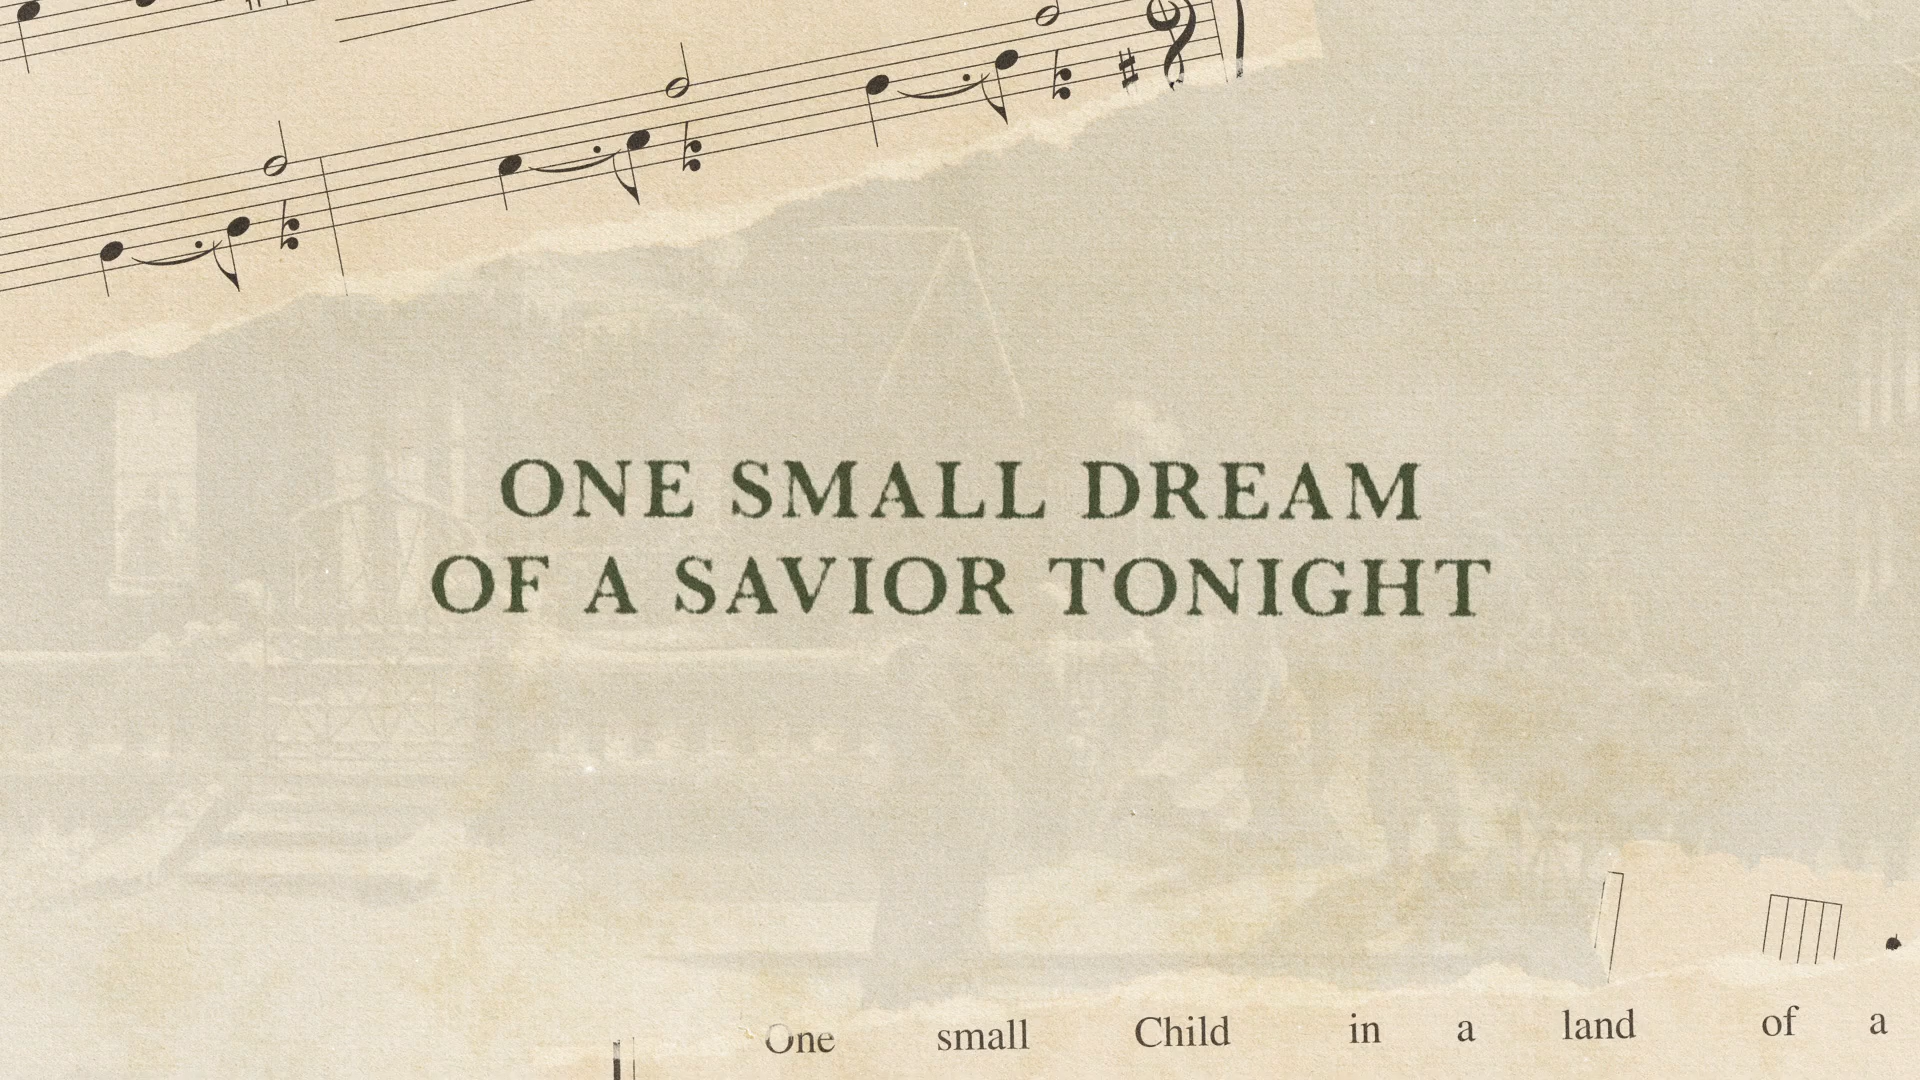 ONE SMALL DREAM
OF A SAVIOR TONIGHT
One small Child in a land of a